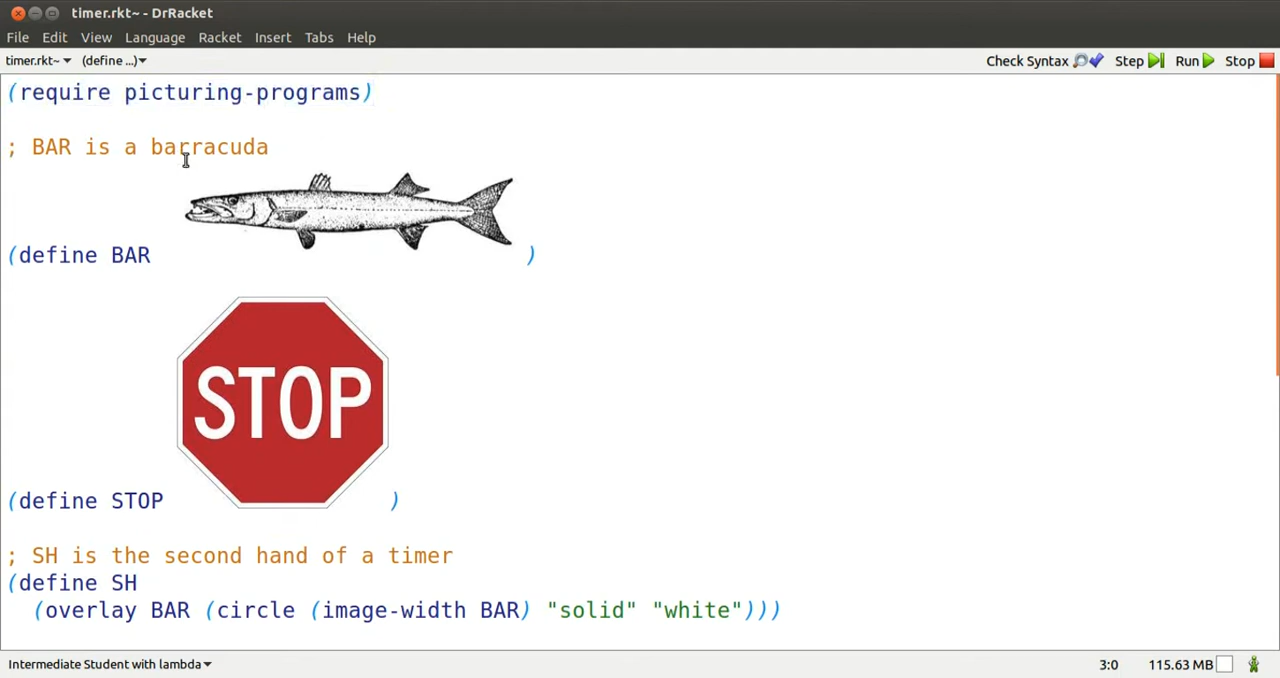 timer.rkt~ - DrRacket
File Edit View Language Racket Insert Tabs Help
timer.rkt~ (define ...) Check Syntax Step Run Stop
(require picturing-programs)
; BAR is a barracuda
(define BAR )
STOP
(define STOP )
; SH is the second hand of a timer
(define SH
(overlay BAR (circle (image-width BAR) "solid" "white")))
Intermediate Student with lambda 3:0 115.63 MB